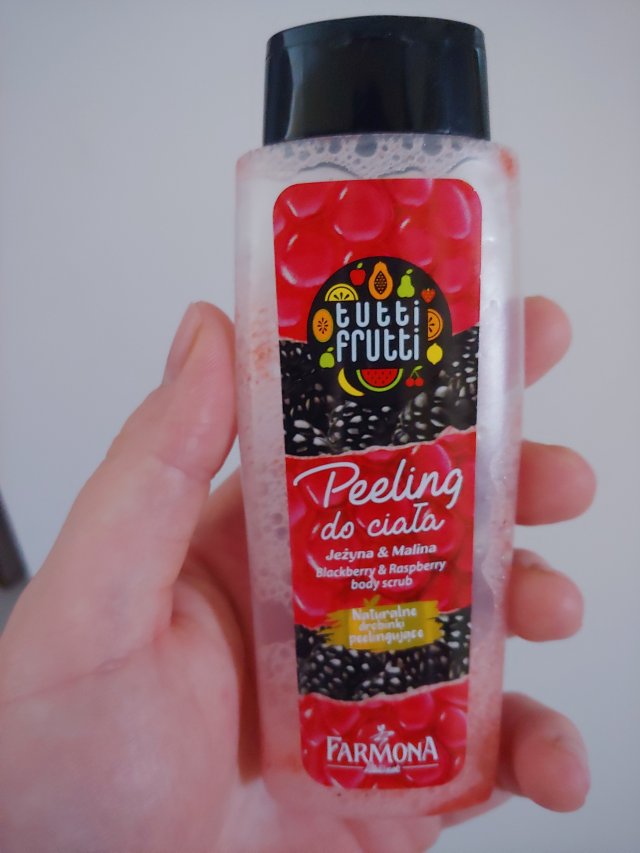 tutti
frutti
Peeling
do ciała
Jeżyna & Malina
Blackberry & Raspberry
body scrub
Naturalne
drobinki
peelingujące
FARMONA